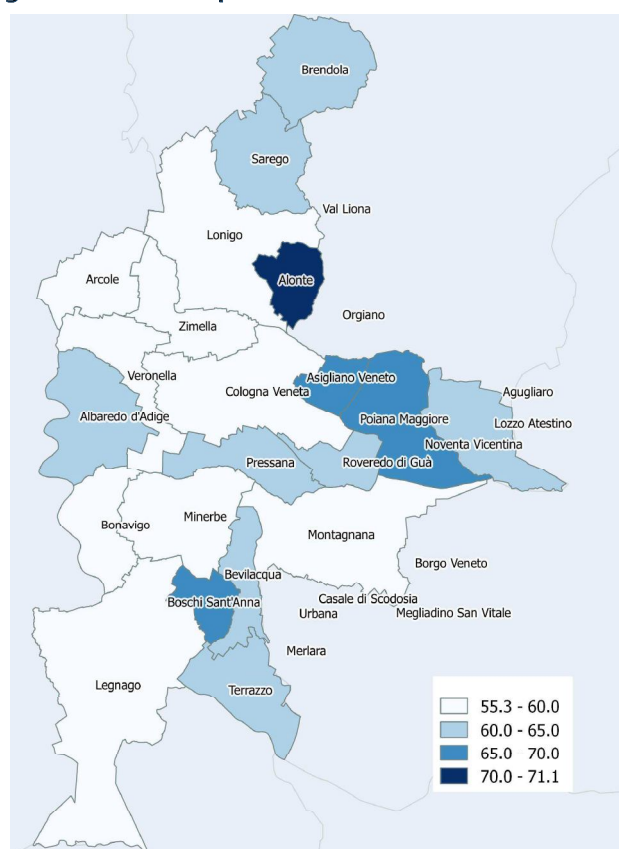 Brendola
Sarego
Val Liona
Lonigo
Arcole
Alonte
Orgiano
Zimella
Veronella
Asigliano Veneto
Cologna Veneta
Agugliaro
Albaredo d'Adige
Poiana Maggiore
Lozzo Atestino
Noventa Vicentina
Pressana
Roveredo di Guà
Minerbe
Bonavigo
Montagnana
Borgo Veneto
Bevilacqua
Boschi Sant'Anna
Casale di Scodosia
Urbana
Megliadino San Vitale
Merlara
Legnago
Terrazzo
55.3 - 60.0
60.0 - 65.0
65.0 - 70.0
70.0 - 71.1